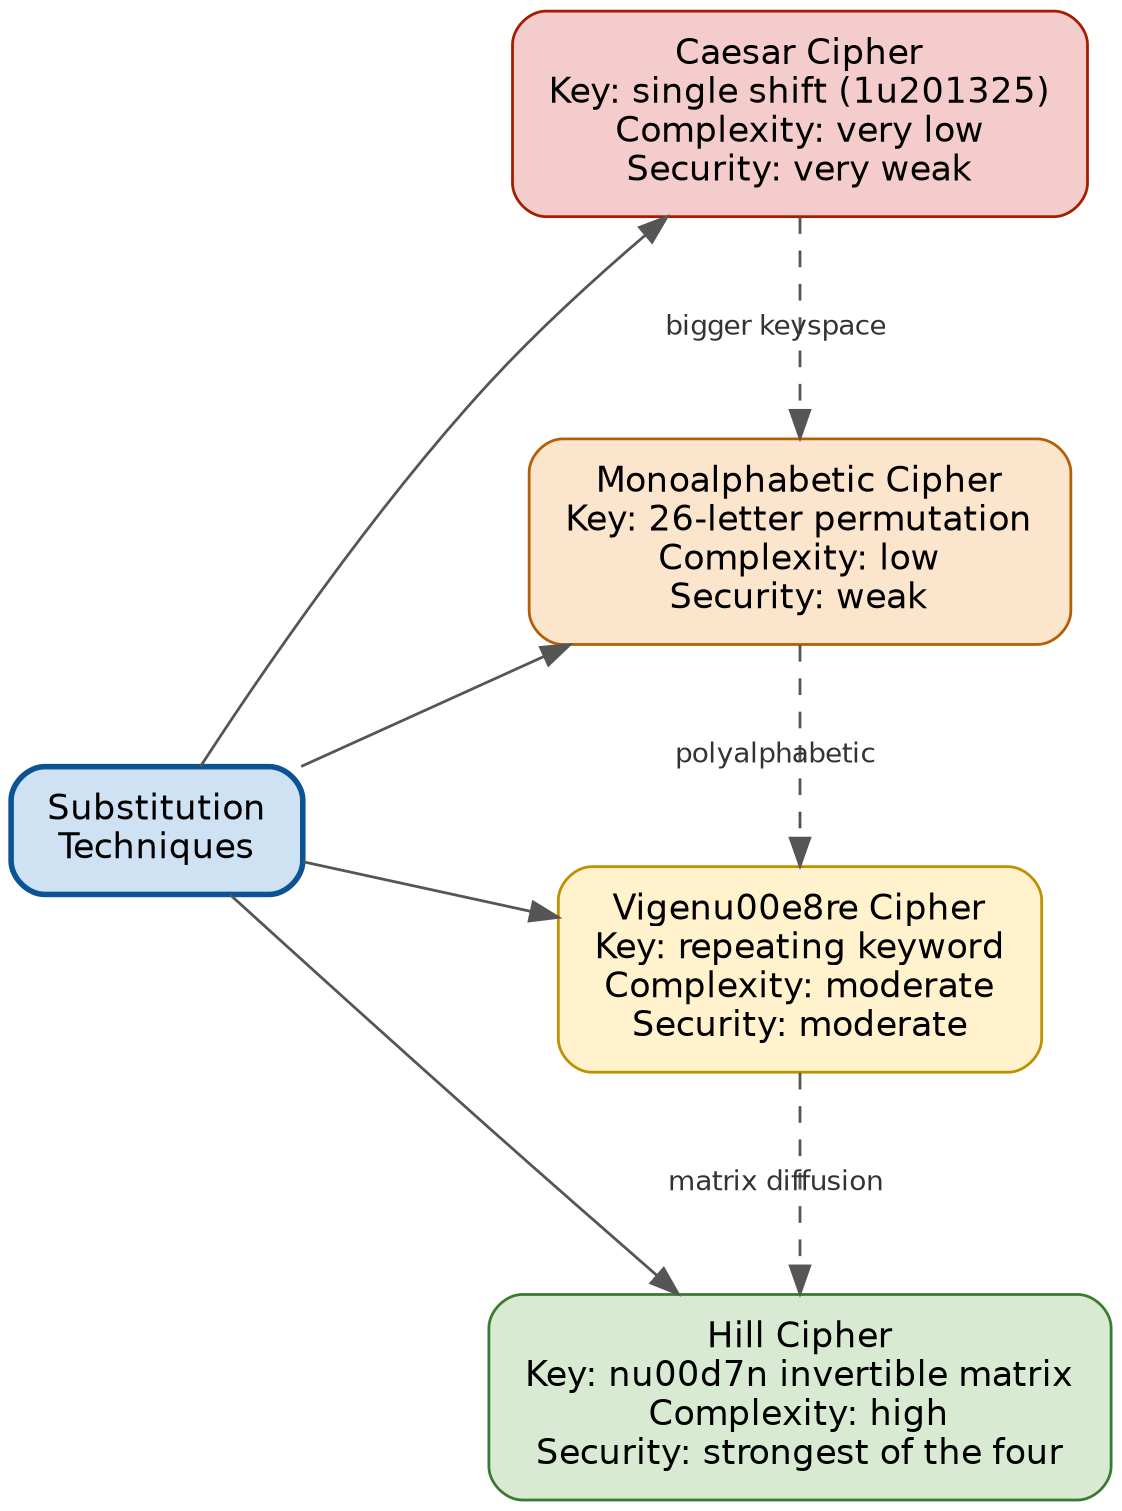 Caesar Cipher
Key: single shift (1u201325)
Complexity: very low
Security: very weak
bigger keyspace
Monoalphabetic Cipher
Key: 26-letter permutation
Complexity: low
Security: weak
polyalphabetic
Substitution
Techniques
Vigenu00e8re Cipher
Key: repeating keyword
Complexity: moderate
Security: moderate
matrix diffusion
Hill Cipher
Key: nu00d7n invertible matrix
Complexity: high
Security: strongest of the four